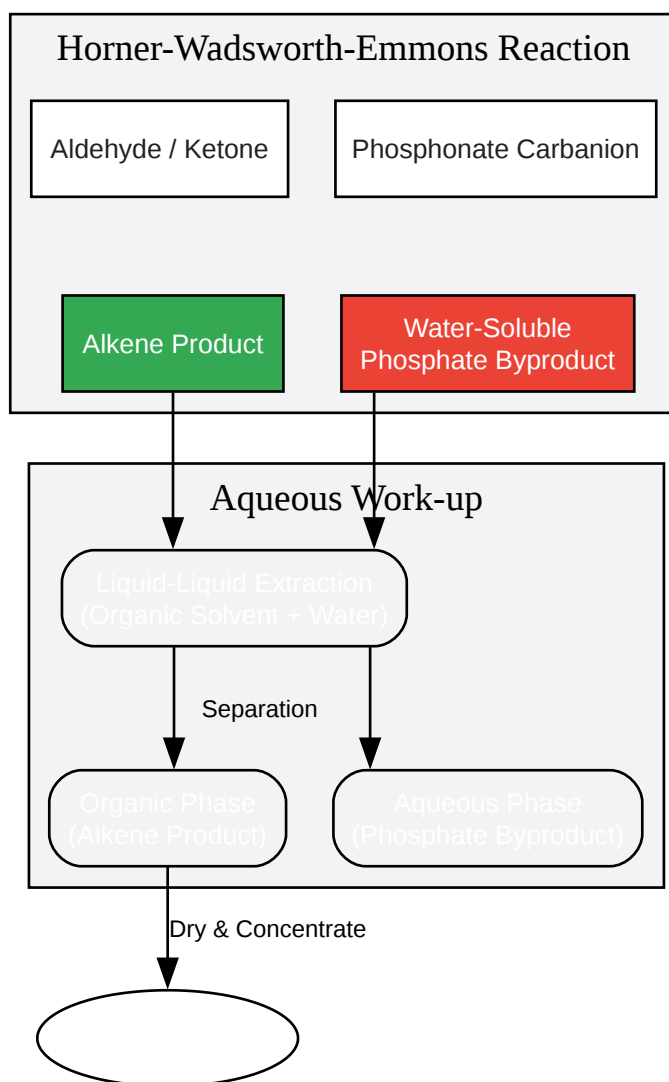 Horner-Wadsworth-Emmons Reaction
Aldehyde / Ketone
Phosphonate Carbanion
Alkene Product
Water-Soluble
Phosphate Byproduct
Aqueous Work-up
Liquid-Liquid Extraction
(Organic Solvent + Water)
Separation
Organic Phase
(Alkene Product)
Aqueous Phase
(Phosphate Byproduct)
Dry & Concentrate